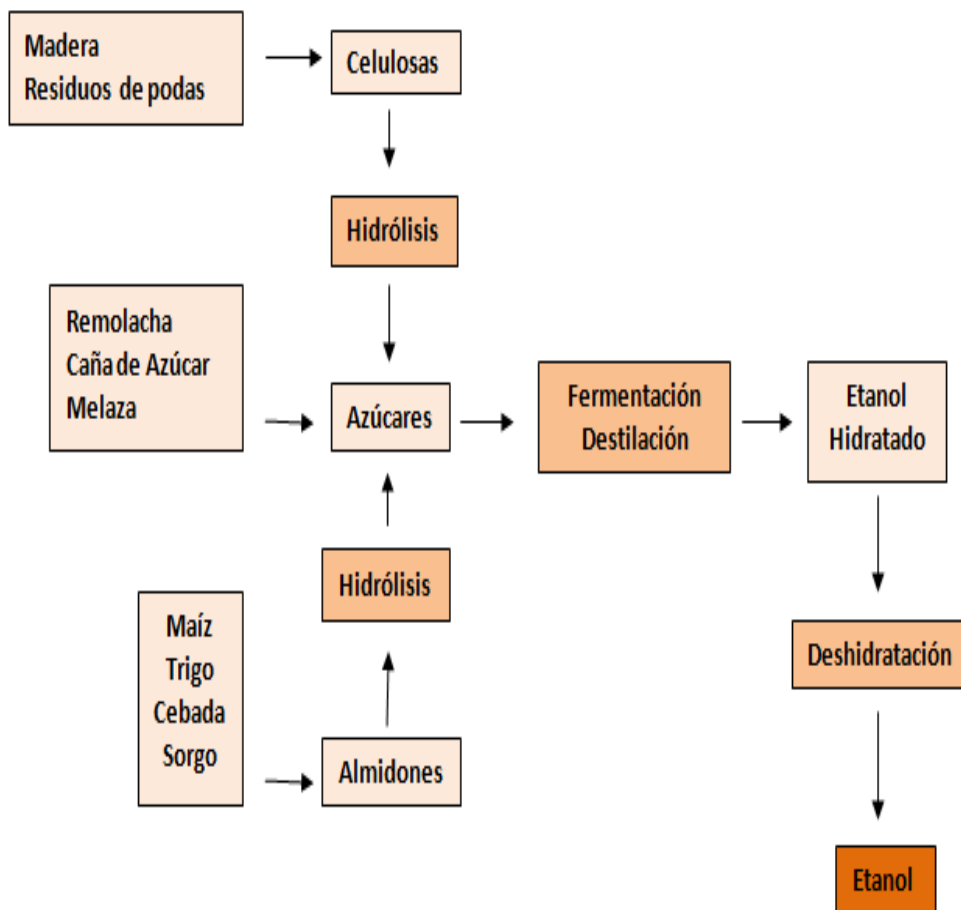 Madera
Residuos de podas
Celulosas
Hidrólisis
Remolacha
Caña de Azúcar
Melaza
Azúcares
Fermentación
Destilación
Etanol
Hidratado
Hidrólisis
Maíz
Trigo
Cebada
Sorgo
Almidones
Deshidratación
Etanol